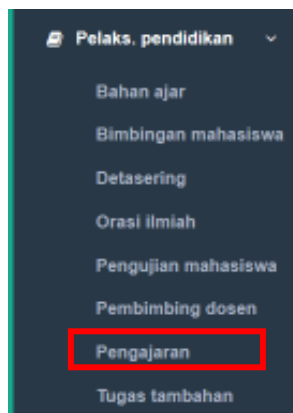 Pelaks. pendidikan
Bahan ajar
Bimbingan mahasiswa
Detasering
Orasi ilmiah
Pengujian mahasiswa
Pembimbing dosen
Pengajaran
Tugas tambahan